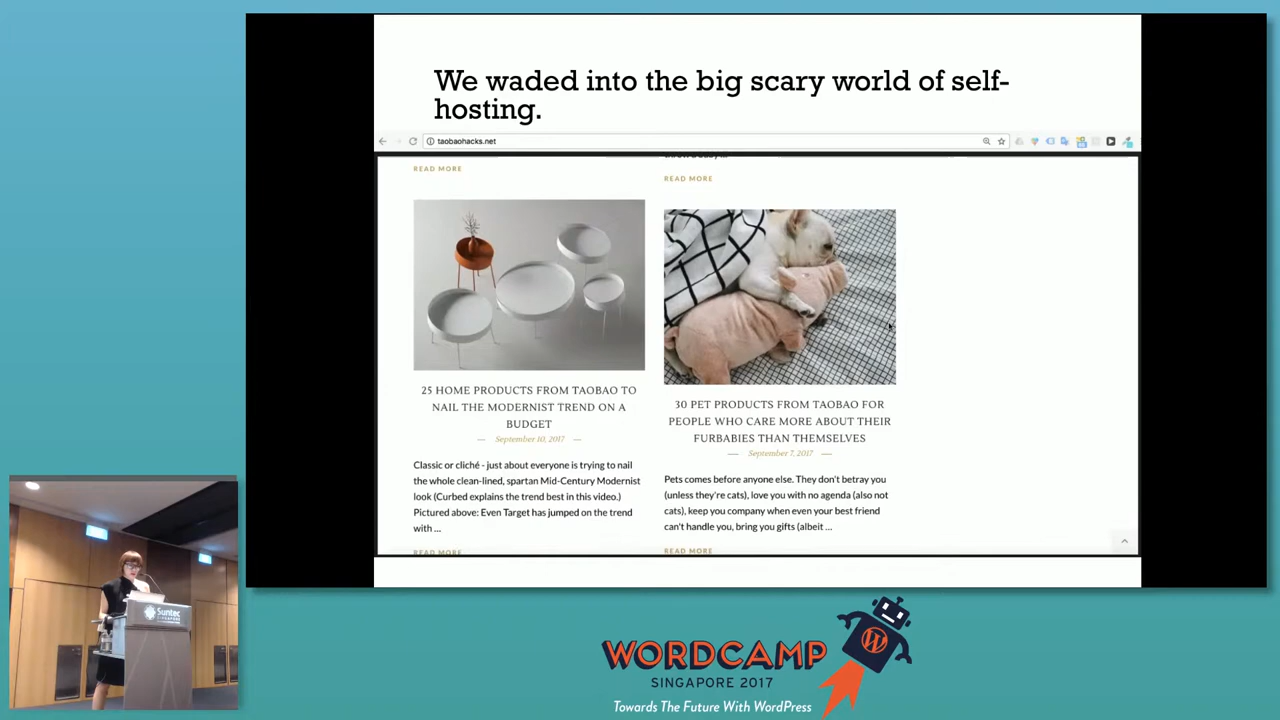 We waded into the big scary world of self-
hosting.
taobaohacks.net
READ MORE
READ MORE
25 HOME PRODUCTS FROM TAOBAO TO
NAIL THE MODERNIST TREND ON A
BUDGET
September 10, 2017
Classic or cliché - just about everyone is trying to nail
the whole clean-lined, spartan Mid-Century Modernist
look (Curbed explains the trend best in this video.)
Pictured above: Even Target has jumped on the trend
with ...
READ MORE
30 PET PRODUCTS FROM TAOBAO FOR
PEOPLE WHO CARE MORE ABOUT THEIR
FURBABIES THAN THEMSELVES
September 7, 2017
Pets comes before anyone else. They don't betray you
(unless they're cats), love you with no agenda (also not
cats), keep you company when even your best friend
can't handle you, bring you gifts (albeit ...
READ MORE
Suntec
SINGAPORE
WORDCAMP
SINGAPORE 2017
Towards The Future With WordPress